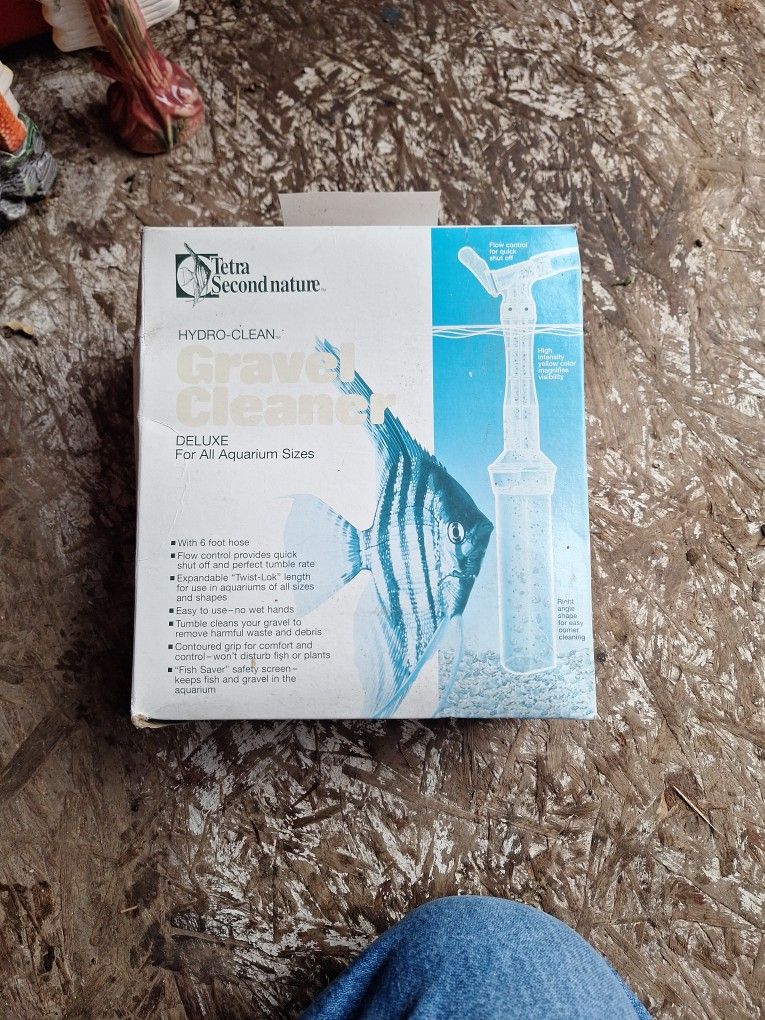 Tetra
Secondnature™
HYDRO-CLEAN™
Gravel
Cleaner
DELUXE
For All Aquarium Sizes
■ With 6 foot hose
■ Flow control provides quick
shut off and perfect tumble rate
■ Expandable "Twist-Lok" length
for use in aquariums of all sizes
and shapes
■ Easy to use–no wet hands
■ Tumble cleans your gravel to
remove harmful waste and debris
■ Contoured grip for comfort and
control–won't disturb fish or plants
■ "Fish Saver" safety screen–
keeps fish and gravel in the
aquarium
Flow control
for quick
shut off
High
intensity
yellow color
magnifies
visibility
Right
angle
shape
for easy
corner
cleaning